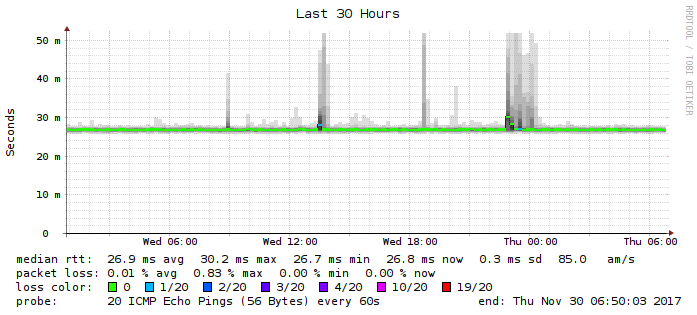 Last 30 Hours
RRDTOOL / TOBI OETIKER
Seconds
50 m
40 m
30 m
20 m
10 m
0
Wed 06:00 Wed 12:00 Wed 18:00 Thu 00:00 Thu 06:00
median rtt: 26.9 ms avg 30.2 ms max 26.7 ms min 26.8 ms now 0.3 ms sd 85.0 am/s
packet loss: 0.01 % avg 0.83 % max 0.00 % min 0.00 % now
loss color: 0 1/20 2/20 3/20 4/20 10/20 19/20
probe: 20 ICMP Echo Pings (56 Bytes) every 60s end: Thu Nov 30 06:50:03 2017